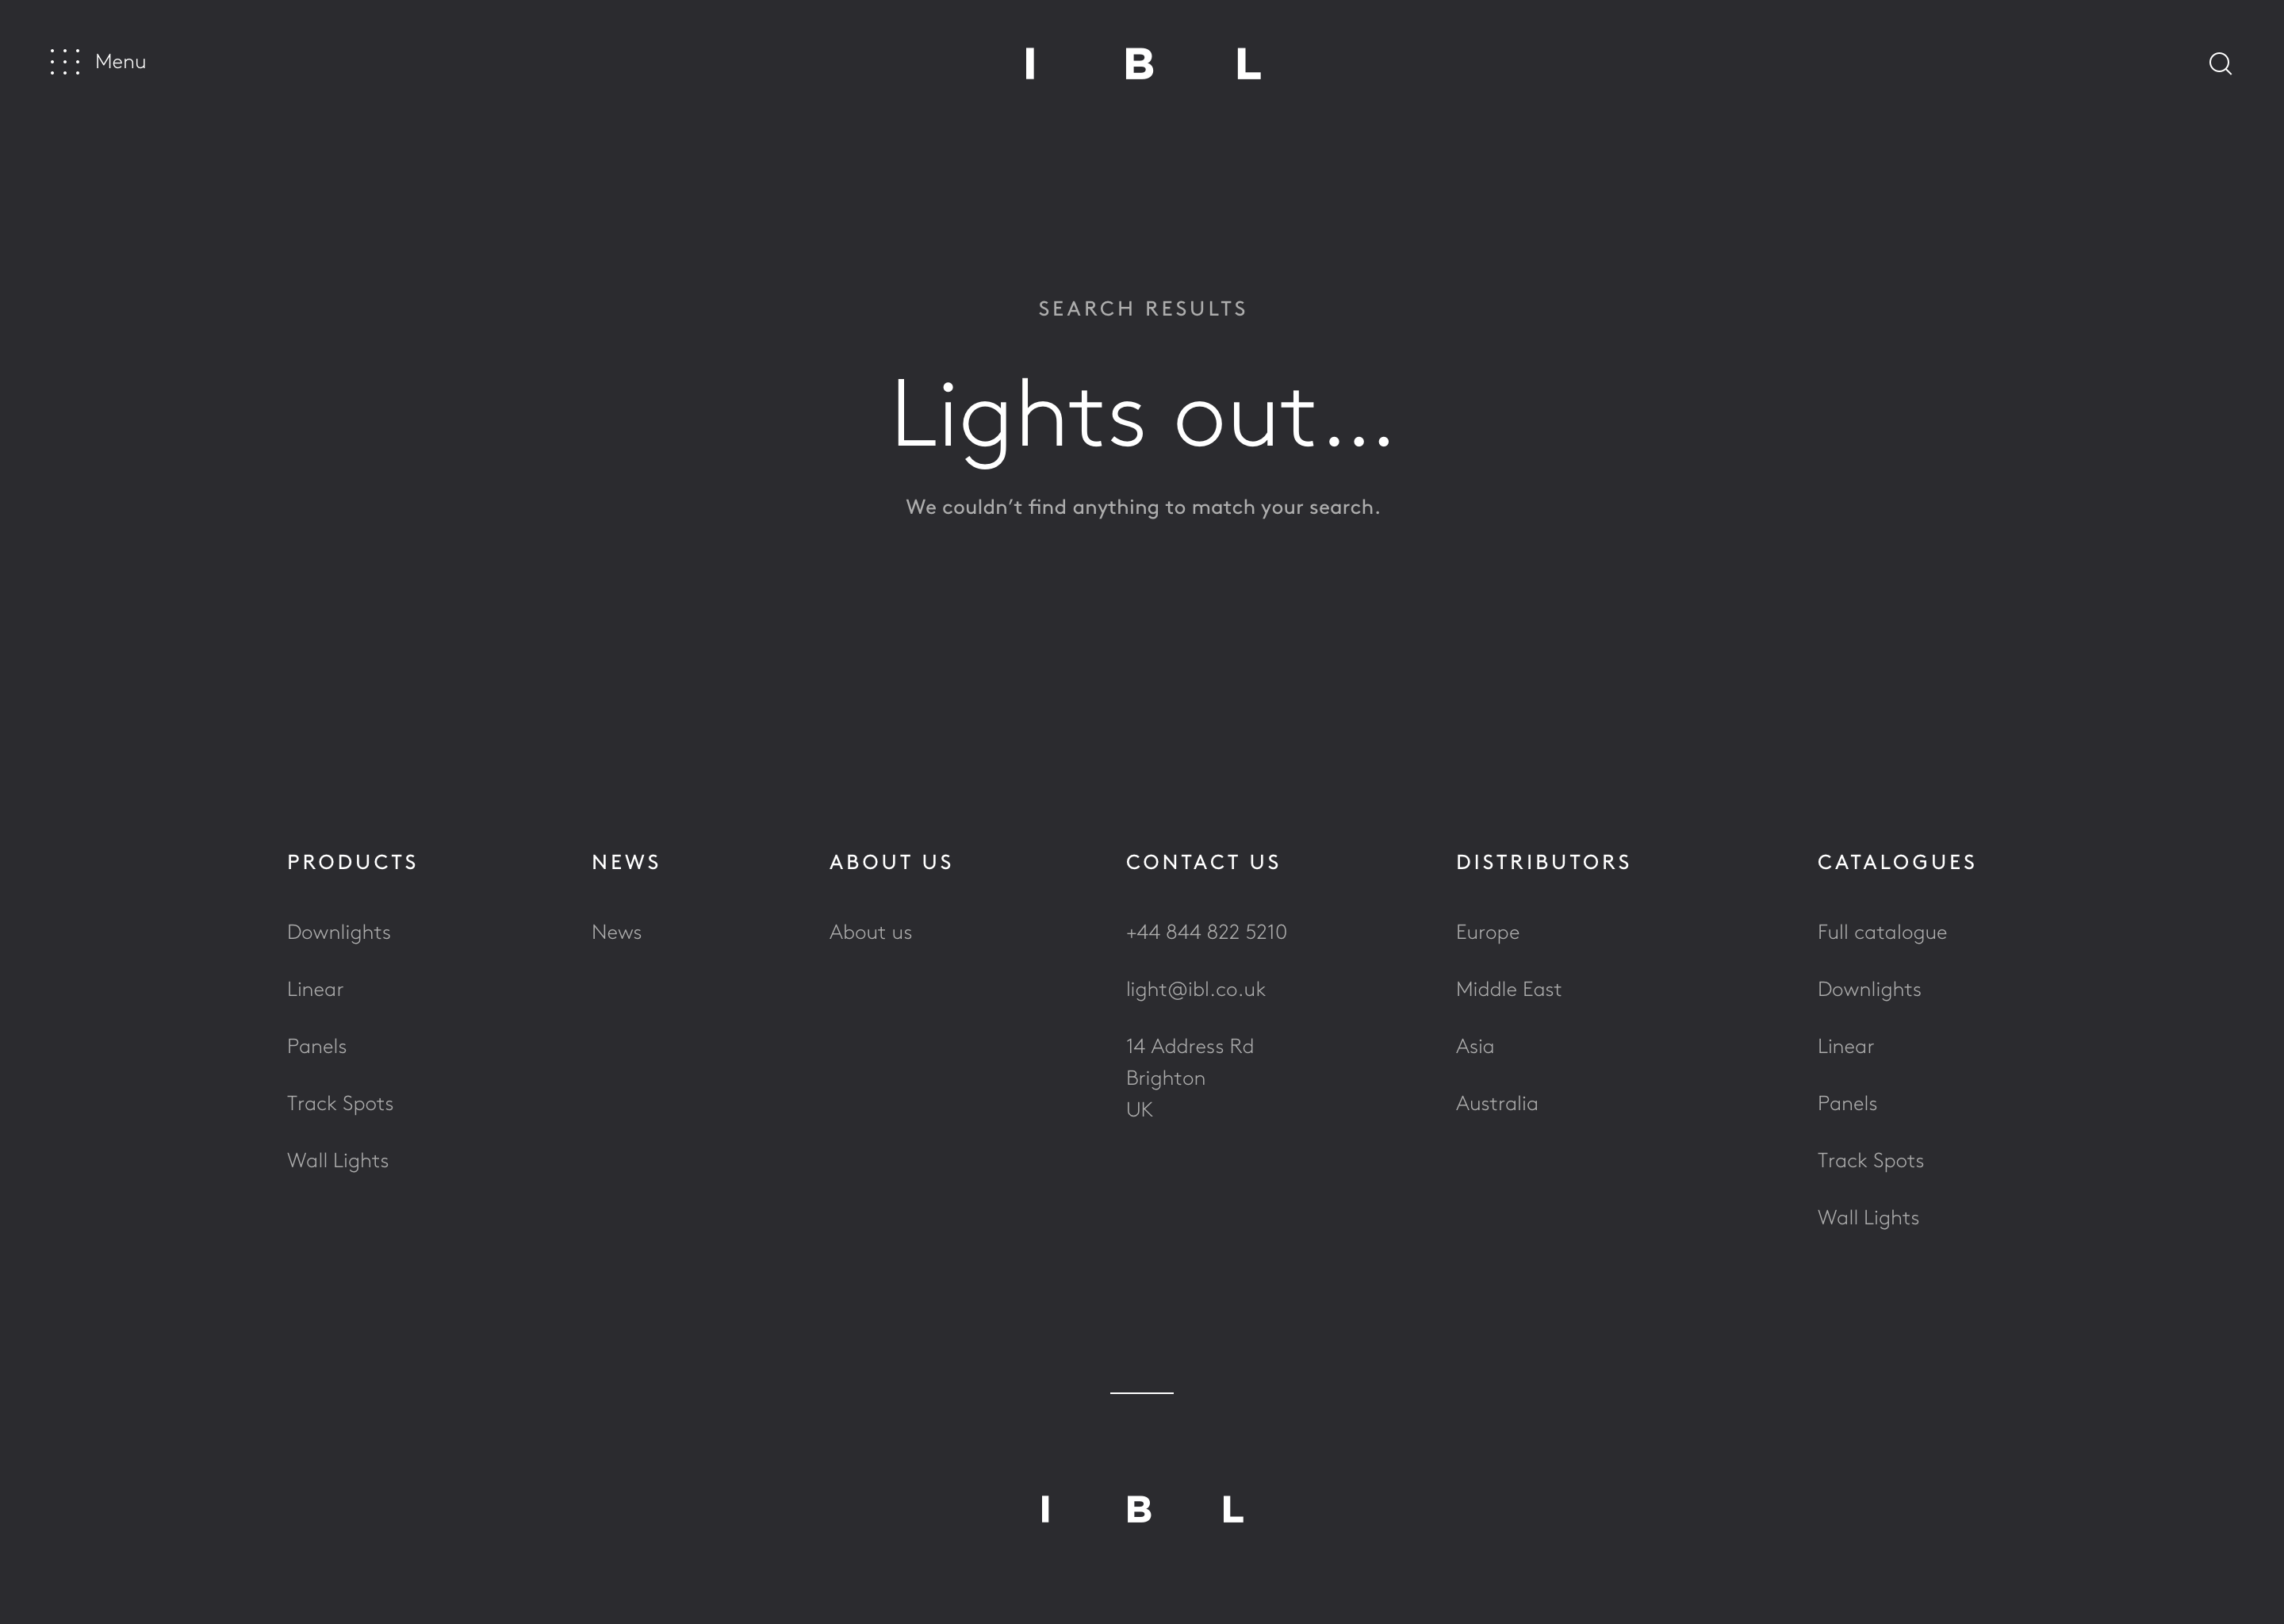 Menu
I B L
SEARCH RESULTS
Lights out...
We couldn’t find anything to match your search.
PRODUCTS
Downlights
Linear
Panels
Track Spots
Wall Lights
NEWS
News
ABOUT US
About us
CONTACT US
+44 844 822 5210
light@ibl.co.uk
14 Address Rd
Brighton
UK
DISTRIBUTORS
Europe
Middle East
Asia
Australia
CATALOGUES
Full catalogue
Downlights
Linear
Panels
Track Spots
Wall Lights
I B L